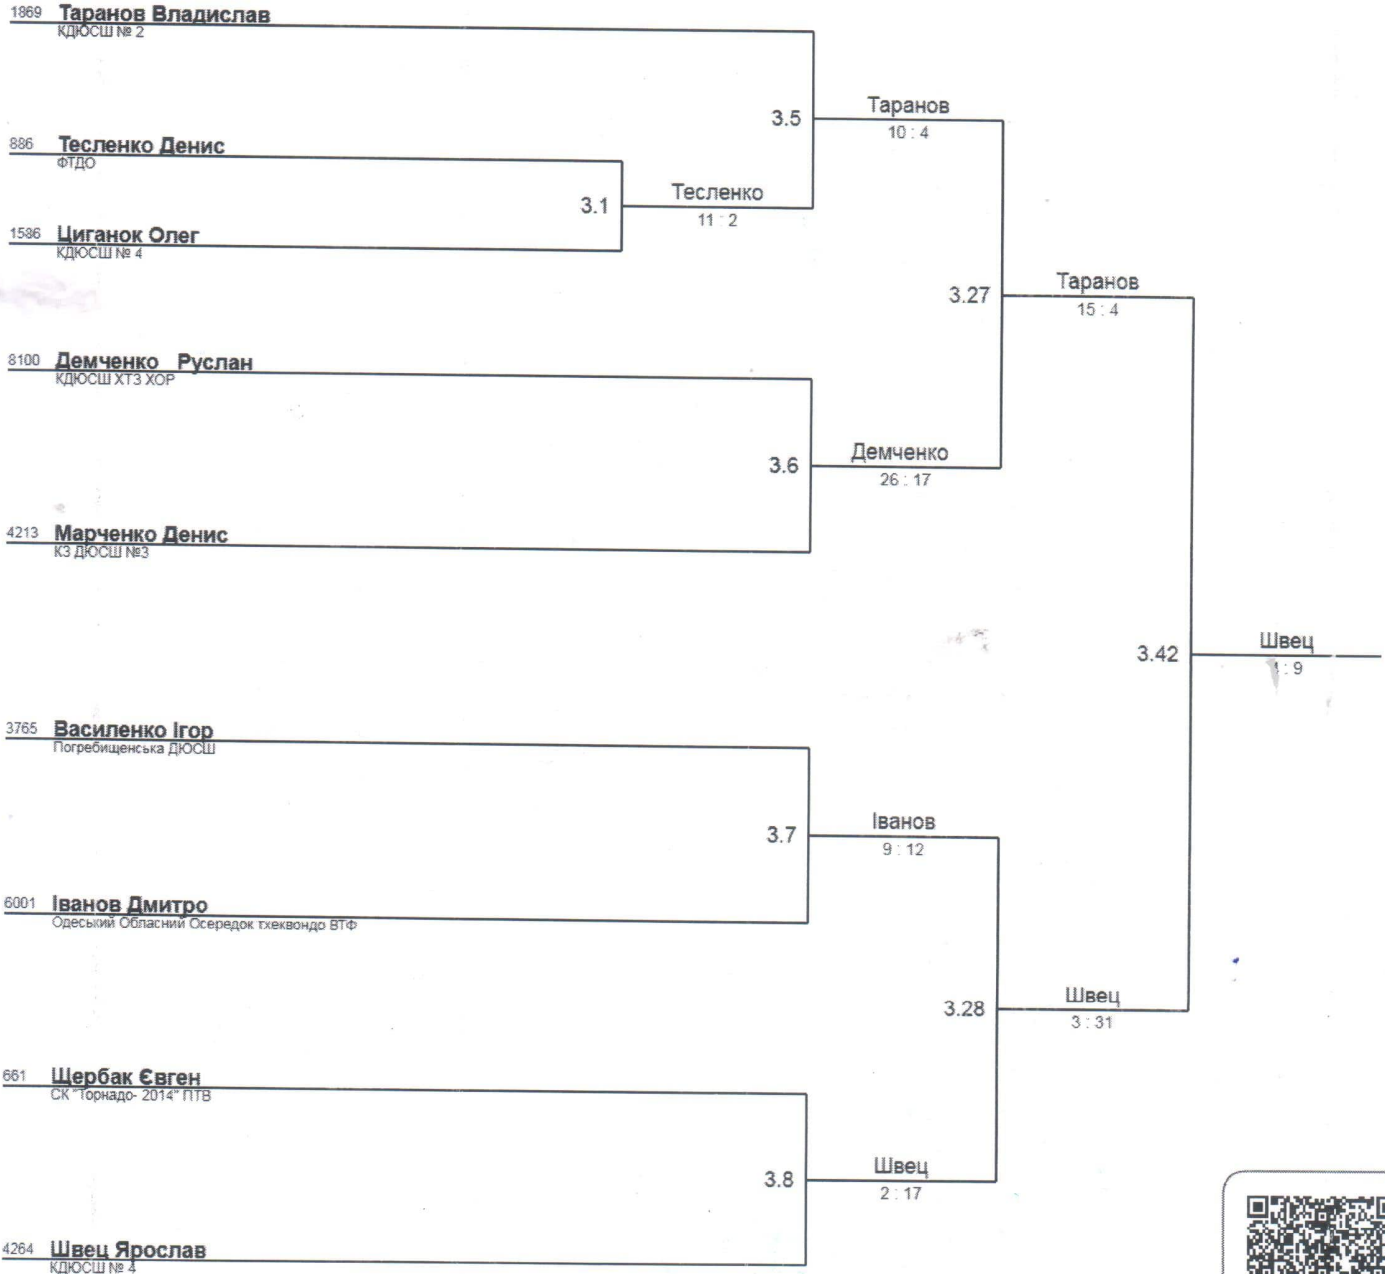 1869 Таранов Владислав
КДЮСШ № 2
3.5
Таранов
10 : 4
886 Тесленко Денис
ФТДО
3.1
Тесленко
11 : 2
1586 Циганок Олег
КДЮСШ № 4
3.27
Таранов
15 : 4
8100 Демченко Руслан
КДЮСШ ХТЗ ХОР
3.6
Демченко
26 : 17
4213 Марченко Денис
КЗ ДЮСШ №3
3.42
Швец
: 9
3765 Василенко Ігор
Погребищенська ДЮСШ
3.7
Іванов
9 : 12
6001 Іванов Дмитро
Одеський Обласний Осередок тхеквондо ВТФ
3.28
Швец
3 : 31
661 Щербак Євген
СК "Торнадо- 2014" ПТВ
3.8
Швец
2 : 17
4264 Швец Ярослав
КДЮСШ № 4